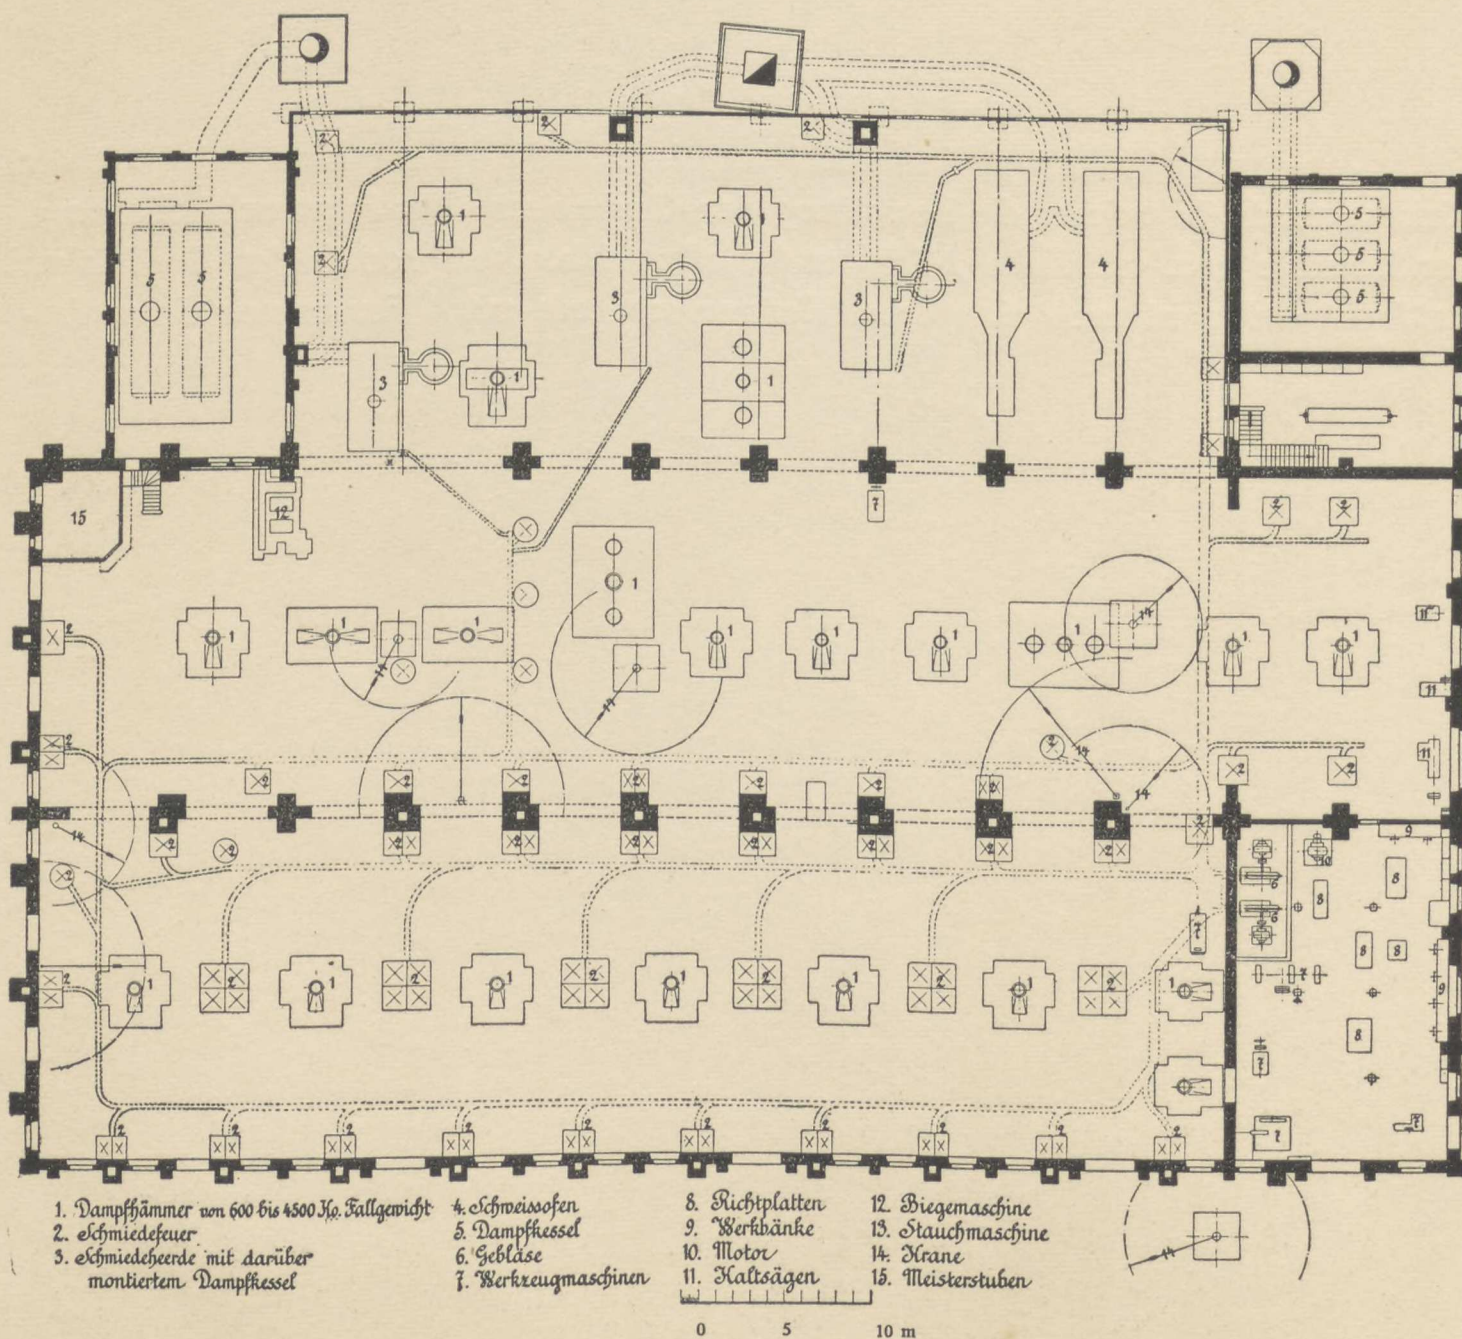 1. Dampfhämmer von 600 bis 4500 Kg. Fallgewicht
2. Schmiedefeuer
3. Schmiedeheerde mit darüber
montiertem Dampfkessel
4. Schweissofen
5. Dampfkessel
6. Gebläse
7. Werkzeugmaschinen
8. Richtplatten
9. Werkbänke
10. Motor
11. Kaltsägen
12. Biegemaschine
13. Stauchmaschine
14. Krane
15. Meisterstuben
0 5 10 m